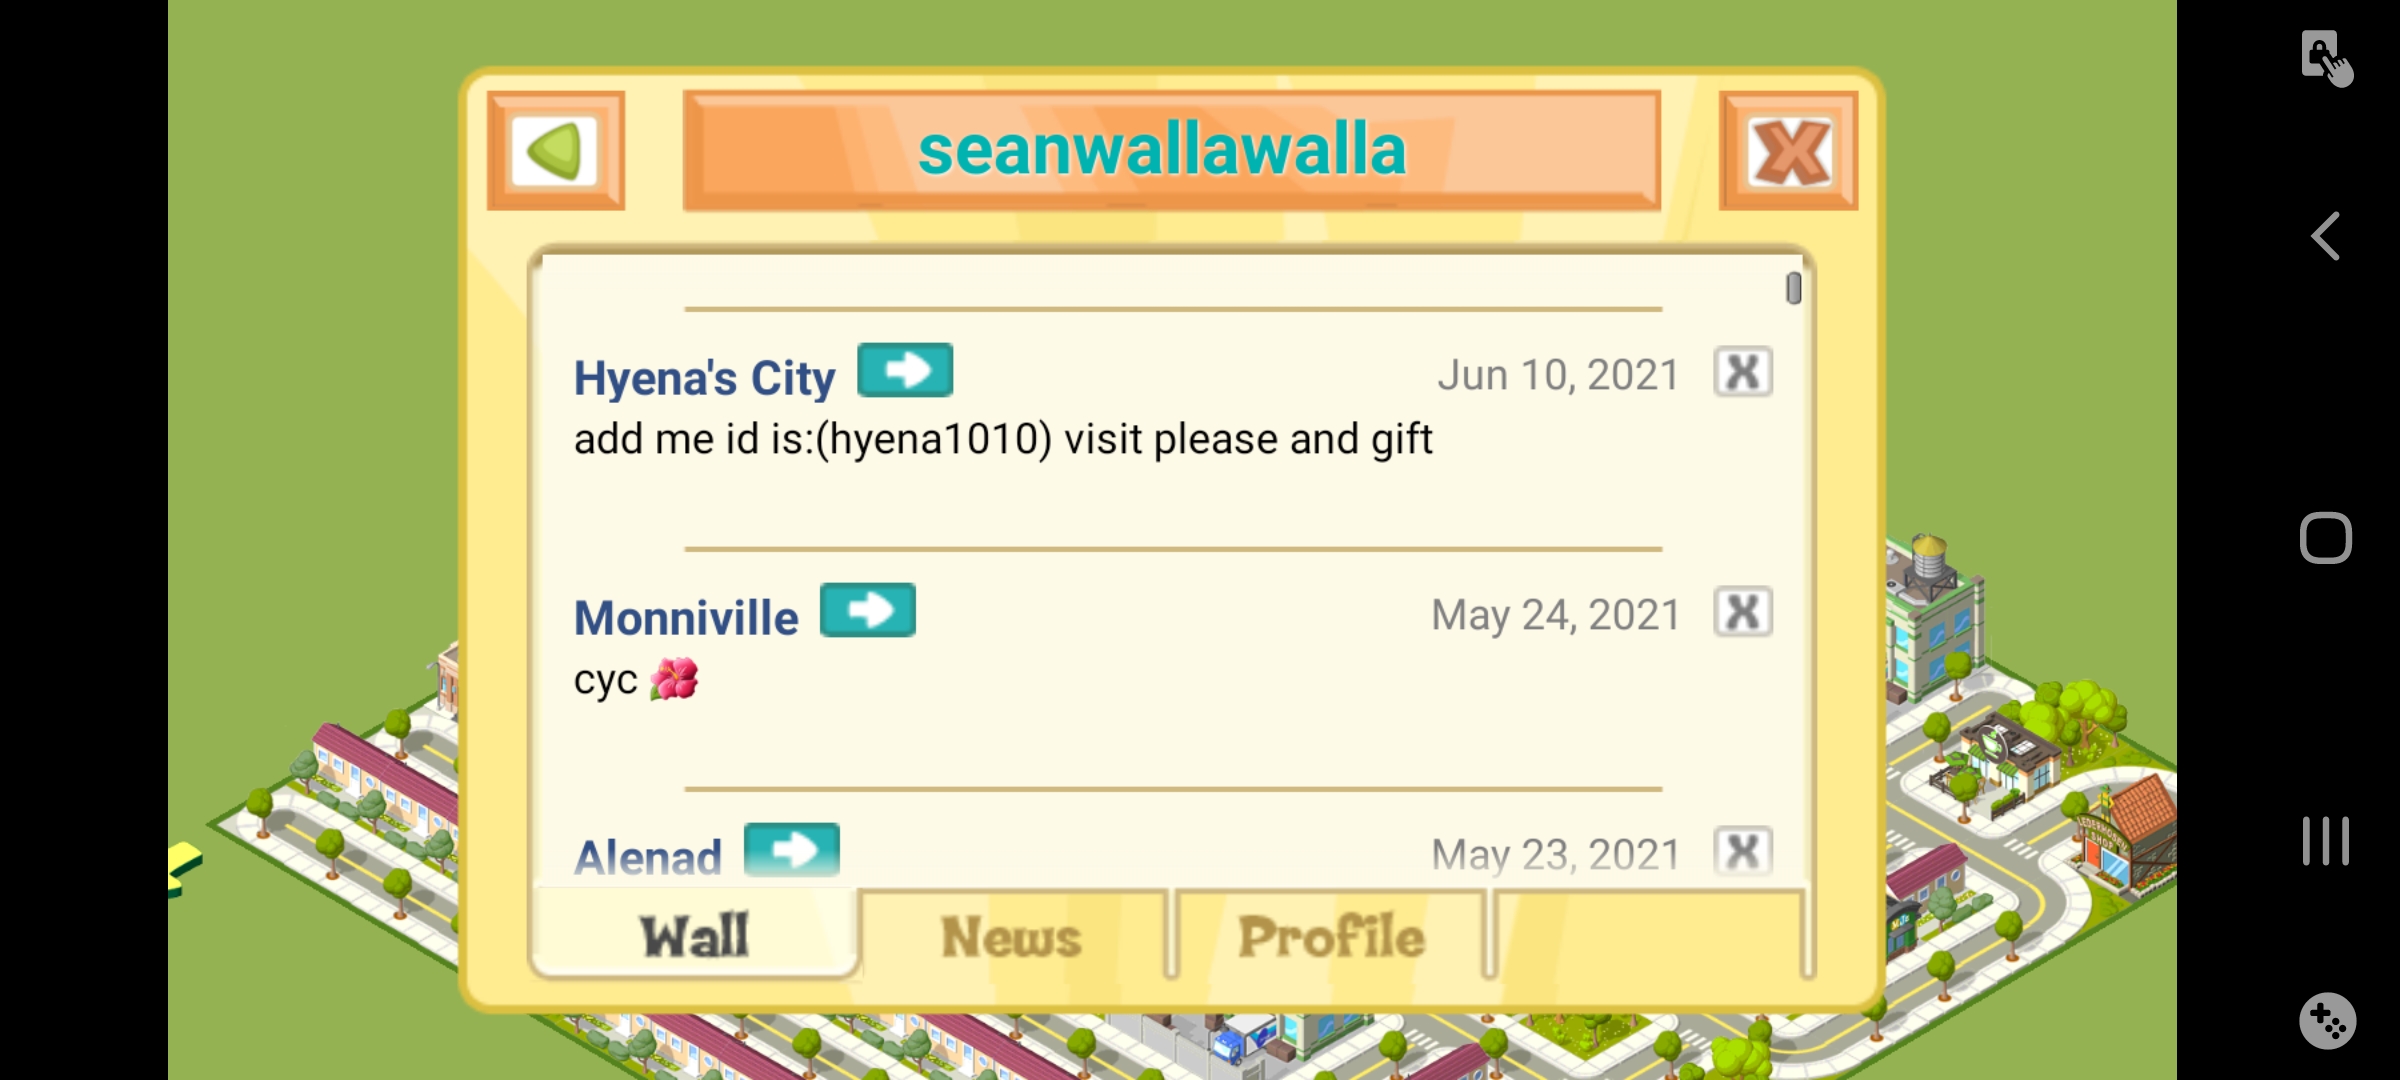 seanwallawalla
Hyena's City
Jun 10, 2021
add me id is:(hyena1010) visit please and gift
Monniville
May 24, 2021
cyc 🌺
Alenad
May 23, 2021
Wall
News
Profile